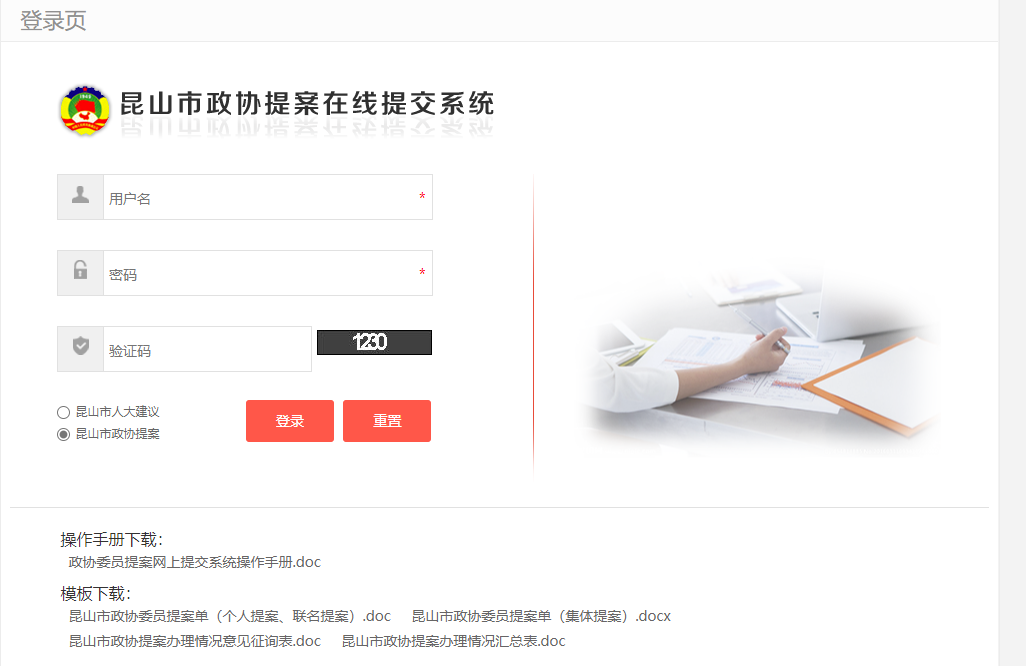 登录页
昆山市政协提案在线提交系统
用户名 *
密码 *
验证码 1230
昆山市人大建议
昆山市政协提案
登录 重置
操作手册下载：
政协委员提案网上提交系统操作手册.doc
模板下载：
昆山市政协委员提案单（个人提案、联名提案）.doc 昆山市政协委员提案单（集体提案）.docx
昆山市政协提案办理情况意见征询表.doc 昆山市政协提案办理情况汇总表.doc